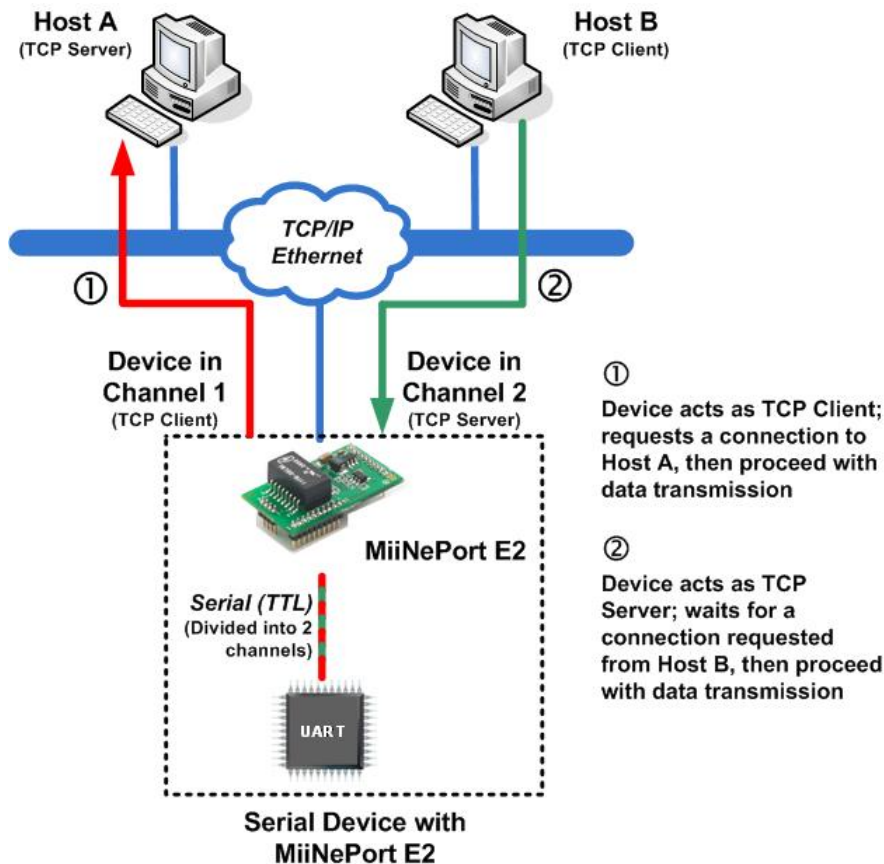 Host A
(TCP Server)
Host B
(TCP Client)
TCP/IP
Ethernet
①
②
Device in
Channel 1
(TCP Client)
Device in
Channel 2
(TCP Server)
MiiNePort E2
Serial (TTL)
(Divided into 2
channels)
UART
Serial Device with
MiiNePort E2
①
Device acts as TCP Client;
requests a connection to
Host A, then proceed with
data transmission
②
Device acts as TCP
Server; waits for a
connection requested
from Host B, then proceed
with data transmission